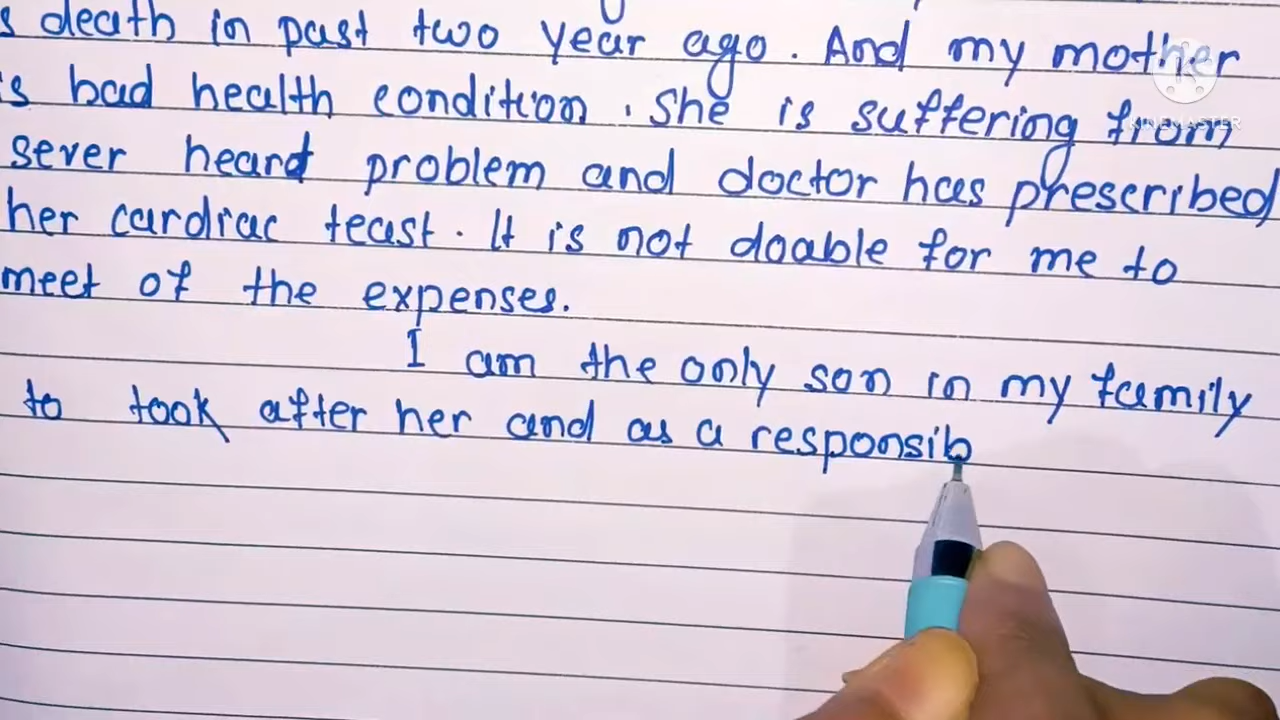 s death in past two year ago. And my mother
is bad health condition. She is suffering from
sever heard problem and doctor has prescribed
her cardiac teast. It is not doable for me to
meet of the expenses.
I am the only son in my family
to took after her and as a responsib
KINEMASTER